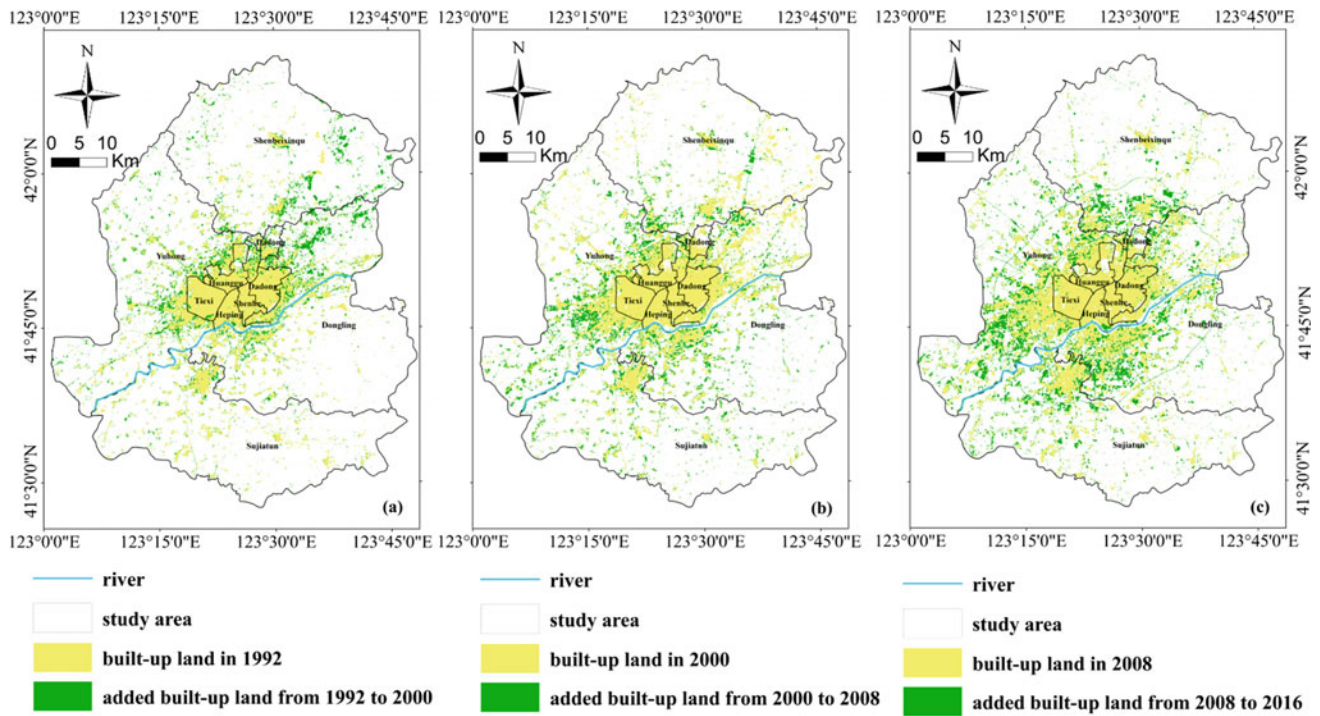 123°0'0"E 123°15'0"E 123°30'0"E 123°45'0"E
123°0'0"E 123°15'0"E 123°30'0"E 123°45'0"E
123°0'0"E 123°15'0"E 123°30'0"E 123°45'0"E
N
0 5 10
Km
Shenbeixinqu
Dadong
Yuhong
Huanggu
Dadong
Tiexi
Shenhe
Heping
Dongling
Sujiatun
(a)
N
0 5 10
Km
Shenbeixinqu
Dadong
Yuhong
Huanggu
Dadong
Tiexi
Shenhe
Heping
Dongling
Sujiatun
(b)
N
0 5 10
Km
Shenbeixinqu
Dadong
Yuhong
Huanggu
Dadong
Tiexi
Shenhe
Heping
Dongling
Sujiatun
(c)
42°0'0"N
41°45'0"N
41°30'0"N
42°0'0"N
41°45'0"N
41°30'0"N
123°0'0"E 123°15'0"E 123°30'0"E 123°45'0"E
123°0'0"E 123°15'0"E 123°30'0"E 123°45'0"E
123°0'0"E 123°15'0"E 123°30'0"E 123°45'0"E
river
study area
built-up land in 1992
added built-up land from 1992 to 2000
river
study area
built-up land in 2000
added built-up land from 2000 to 2008
river
study area
built-up land in 2008
added built-up land from 2008 to 2016